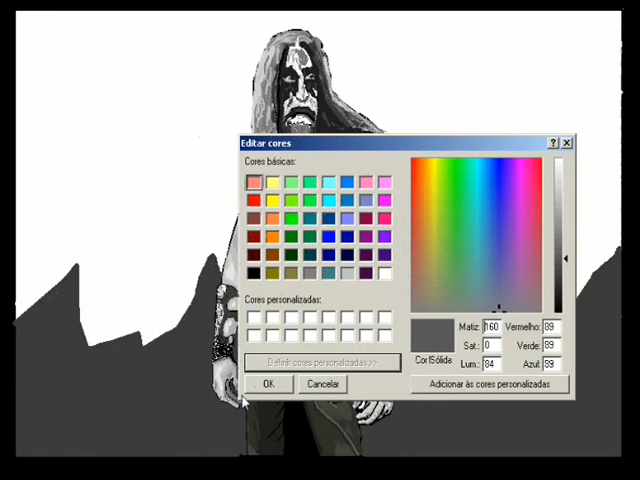 Editar cores
Cores básicas:
Cores personalizadas:
Definir cores personalizadas >>
OK
Cancelar
Cor|Sólida
Matiz: 160
Sat.: 0
Lum.: 84
Vermelho: 89
Verde: 89
Azul: 89
Adicionar às cores personalizadas